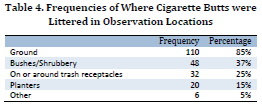 Table 4. Frequencies of Where Cigarette Butts were
Littered in Observation Locations
Frequency Percentage
Ground 110 85%
Bushes/Shrubbery 48 37%
On or around trash receptacles 32 25%
Planters 20 15%
Other 6 5%